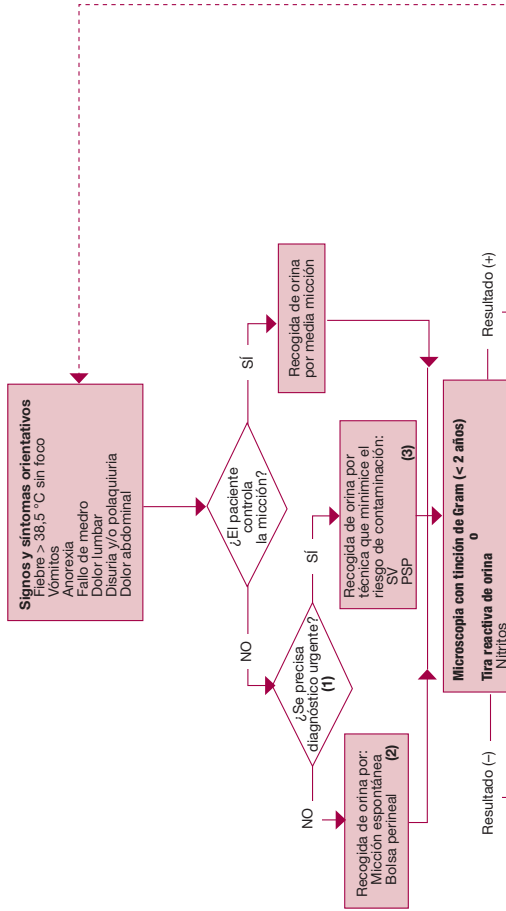 Signos y síntomas orientativos
Fiebre > 38,5 °C sin foco
Vómitos
Anorexia
Fallo de medro
Dolor lumbar
Disuria y/o polaquiuria
Dolor abdominal
¿El paciente
controla
la micción?
NO
SÍ
¿Se precisa
diagnóstico urgente?
(1)
Recogida de orina
por media micción
NO
SÍ
Recogida de orina por:
Micción espontánea
Bolsa perineal
(2)
Recogida de orina por
técnica que minimice el
riesgo de contaminación:
SV
PSP
(3)
Microscopia con tinción de Gram (< 2 años)
o
Tira reactiva de orina
Nitritos
Resultado (–)
Resultado (+)